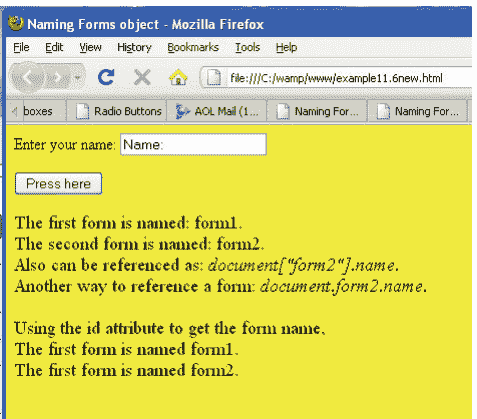 Naming Forms object - Mozilla Firefox
File Edit View History Bookmarks Tools Help
file:///C:/wamp/www/example11.6new.html
boxes Radio Buttons AOL Mail (1... Naming For... Naming For...
Enter your name: Name:
Press here
The first form is named: form1.
The second form is named: form2.
Also can be referenced as: document["form2"].name.
Another way to reference a form: document.form2.name.
Using the id attribute to get the form name,
The first form is named form1.
The first form is named form2.